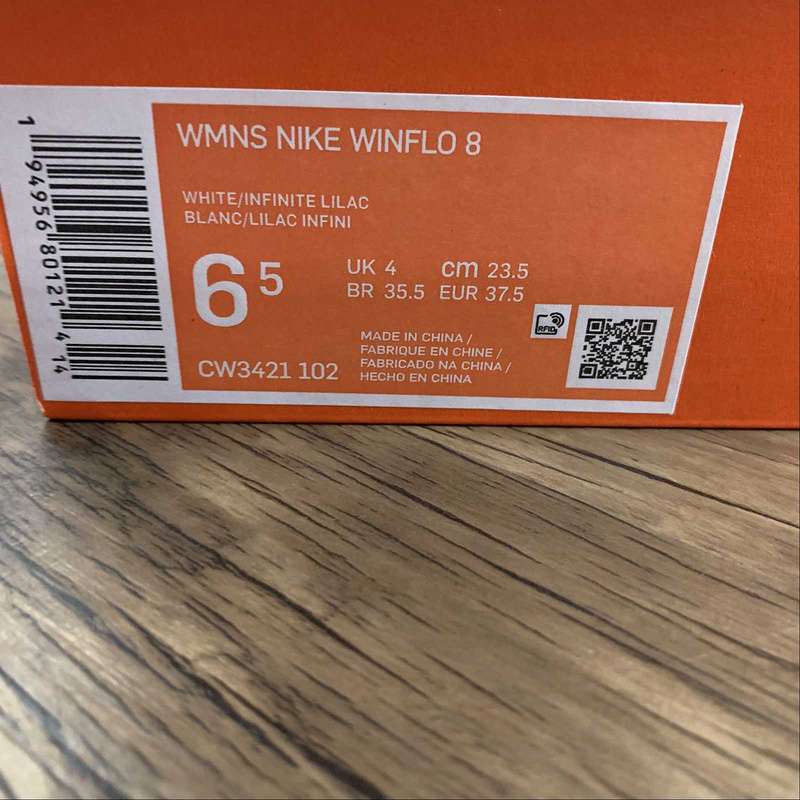 WMNS NIKE WINFLO 8
WHITE/INFINITE LILAC
BLANC/LILAC INFINI
6 5
UK 4 cm 23.5
BR 35.5 EUR 37.5
CW3421 102
MADE IN CHINA /
FABRIQUE EN CHINE /
FABRICADO NA CHINA /
HECHO EN CHINA
RFID
1 94956 80121 4 14